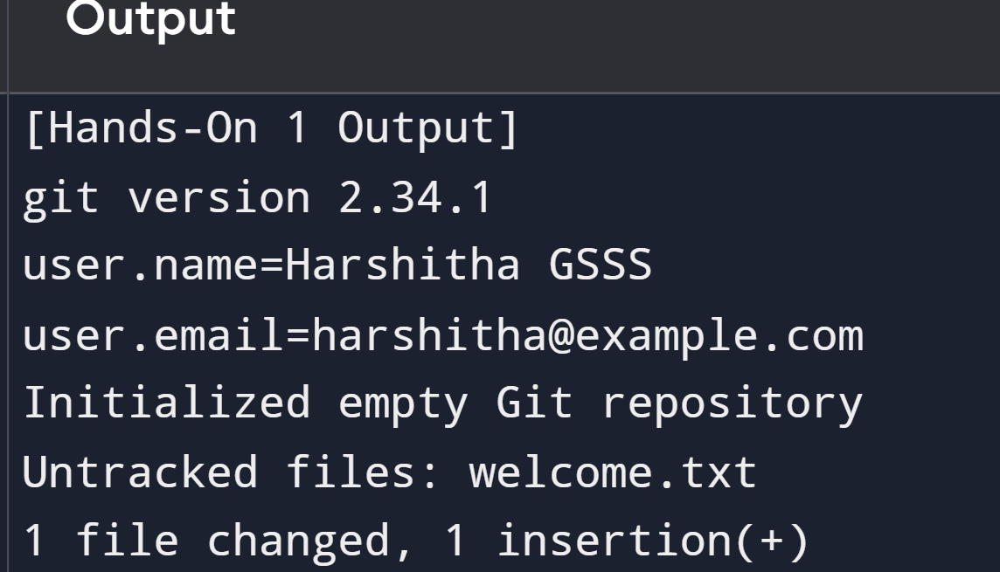 Output
[Hands-On 1 Output]
git version 2.34.1
user.name=Harshitha GSSS
user.email=harshitha@example.com
Initialized empty Git repository
Untracked files: welcome.txt
1 file changed, 1 insertion(+)